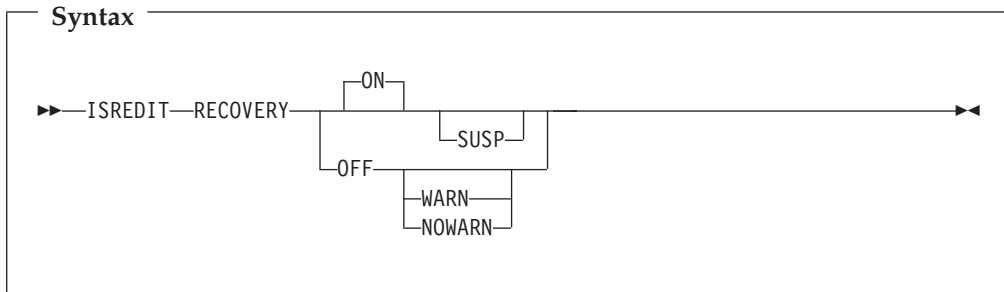 Syntax
ON
ISREDIT RECOVERY
SUSP
OFF
WARN
NOWARN